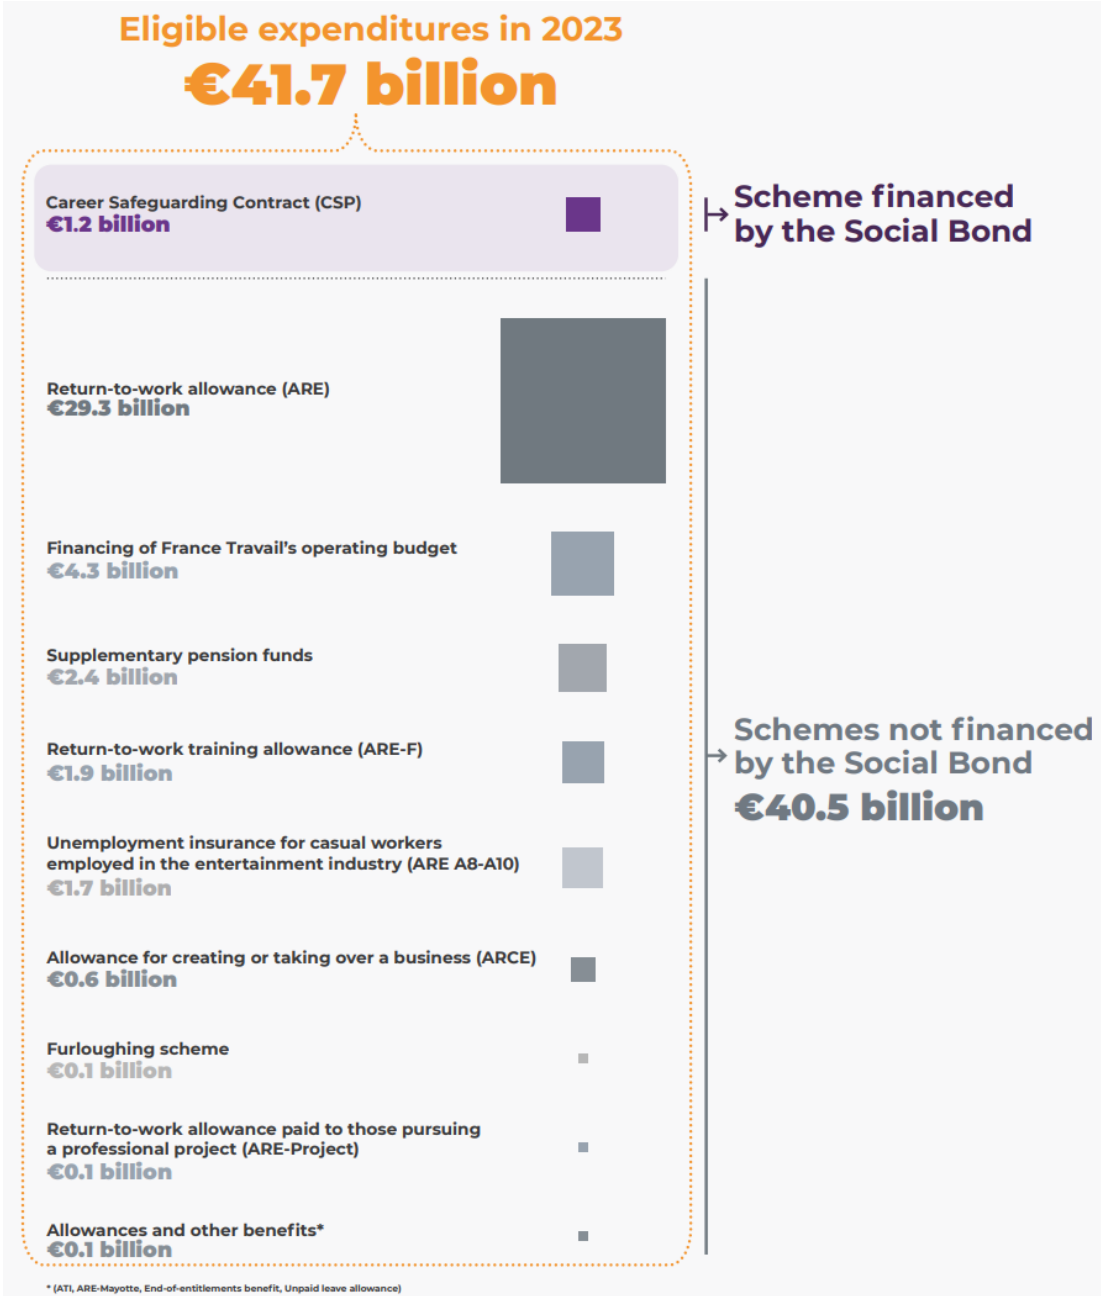 Eligible expenditures in 2023
€41.7 billion
Career Safeguarding Contract (CSP)
€1.2 billion
Scheme financed
by the Social Bond
Return-to-work allowance (ARE)
€29.3 billion
Financing of France Travail’s operating budget
€4.3 billion
Supplementary pension funds
€2.4 billion
Return-to-work training allowance (ARE-F)
€1.9 billion
Schemes not financed
by the Social Bond
€40.5 billion
Unemployment insurance for casual workers
employed in the entertainment industry (ARE A8-A10)
€1.7 billion
Allowance for creating or taking over a business (ARCE)
€0.6 billion
Furloughing scheme
€0.1 billion
Return-to-work allowance paid to those pursuing
a professional project (ARE-Project)
€0.1 billion
Allowances and other benefits*
€0.1 billion
* (ATI, ARE-Mayotte, End-of-entitlements benefit, Unpaid leave allowance)